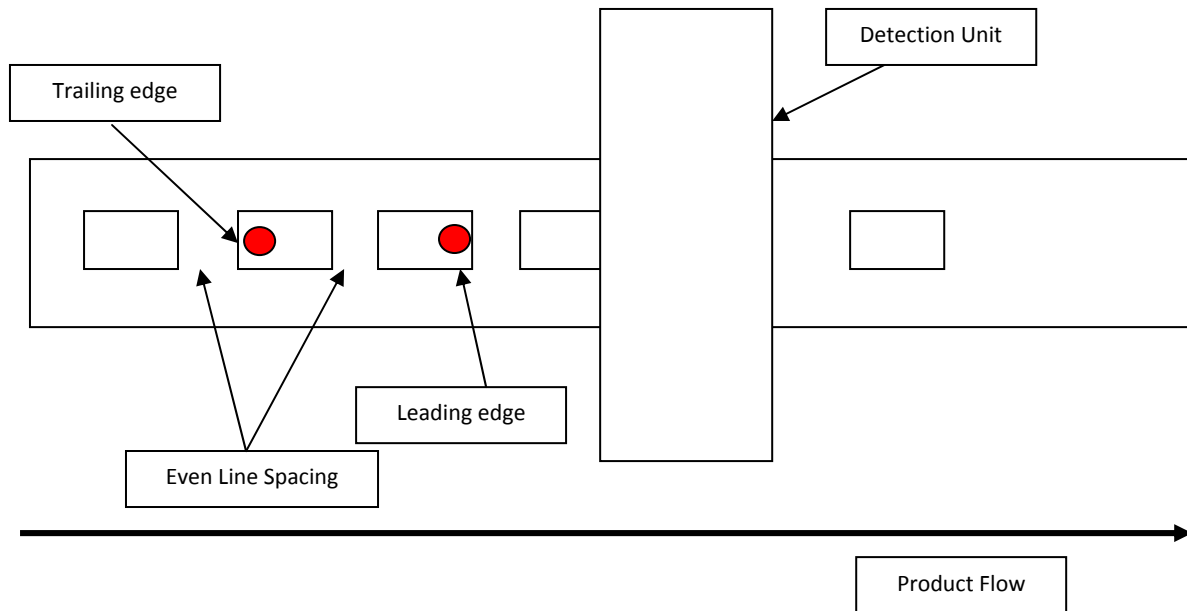 Detection Unit
Trailing edge
Leading edge
Even Line Spacing
Product Flow